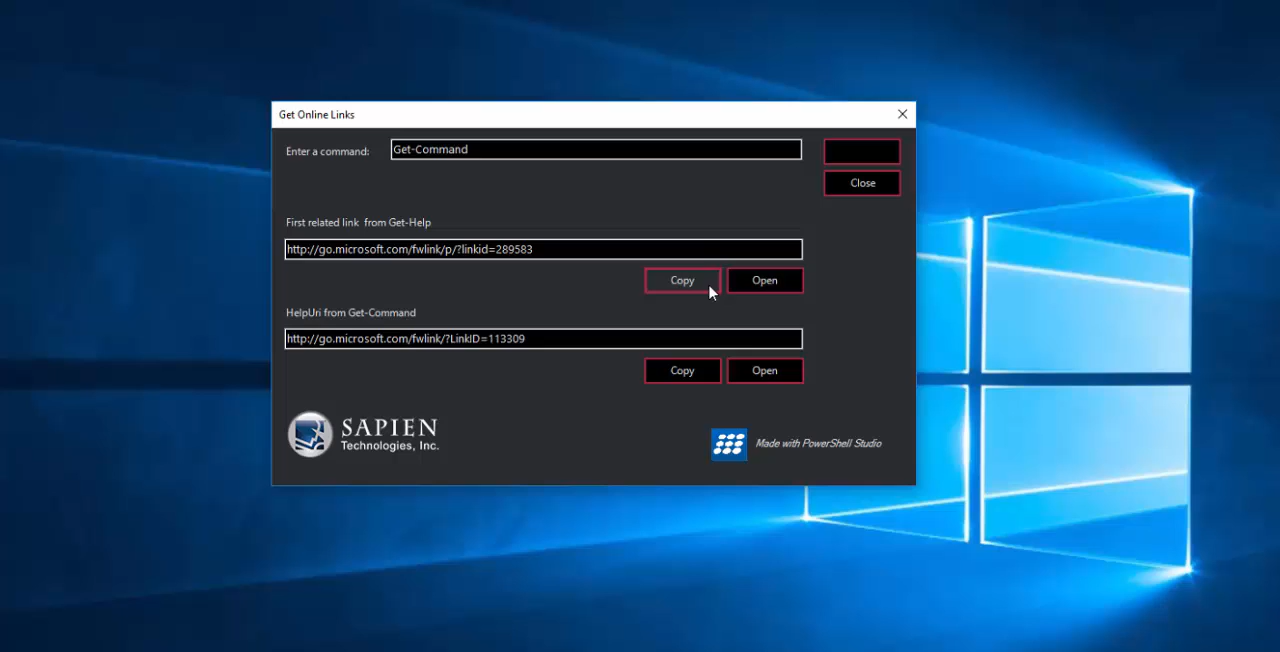 Get Online Links
Enter a command: Get-Command
Close
First related link from Get-Help
http://go.microsoft.com/fwlink/p/?linkid=289583
Copy Open
HelpUri from Get-Command
http://go.microsoft.com/fwlink/?LinkID=113309
Copy Open
SAPIEN
Technologies, Inc.
Made with PowerShell Studio